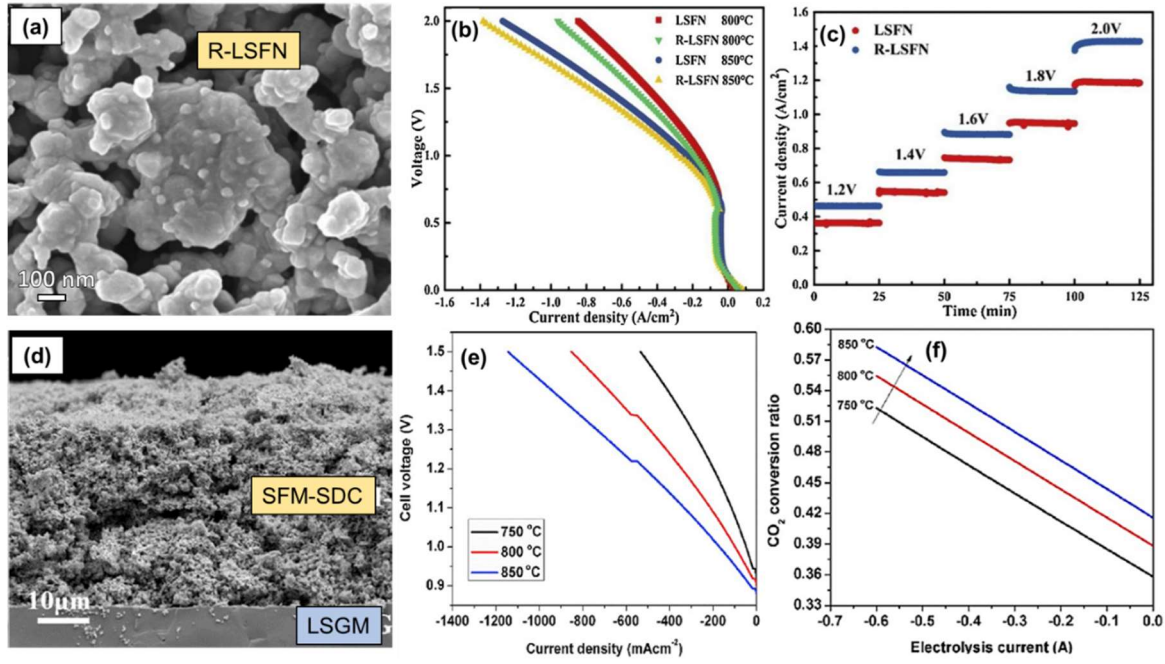 (a)
R-LSFN
100 nm
(b)
LSFN 800℃
R-LSFN 800℃
LSFN 850℃
R-LSFN 850℃
Voltage (V)
2.0
1.5
1.0
0.5
0.0
-1.6 -1.4 -1.2 -1.0 -0.8 -0.6 -0.4 -0.2 0.0 0.2
Current density (A/cm²)
(c)
LSFN
R-LSFN
1.2V
1.4V
1.6V
1.8V
2.0V
Current density (A/cm²)
1.6
1.4
1.2
1.0
0.8
0.6
0.4
0.2
0.0
0 25 50 75 100 125
Time (min)
(d)
SFM-SDC
10μm
LSGM
(e)
Cell voltage (V)
1.5
1.4
1.3
1.2
1.1
1.0
0.9
750 °C
800 °C
850 °C
-1400 -1200 -1000 -800 -600 -400 -200 0
Current density (mAcm⁻²)
(f)
850 °C
800 °C
750 °C
CO₂ conversion ratio
0.60
0.57
0.54
0.51
0.48
0.45
0.42
0.39
0.36
0.33
-0.7 -0.6 -0.5 -0.4 -0.3 -0.2 -0.1 0.0
Electrolysis current (A)